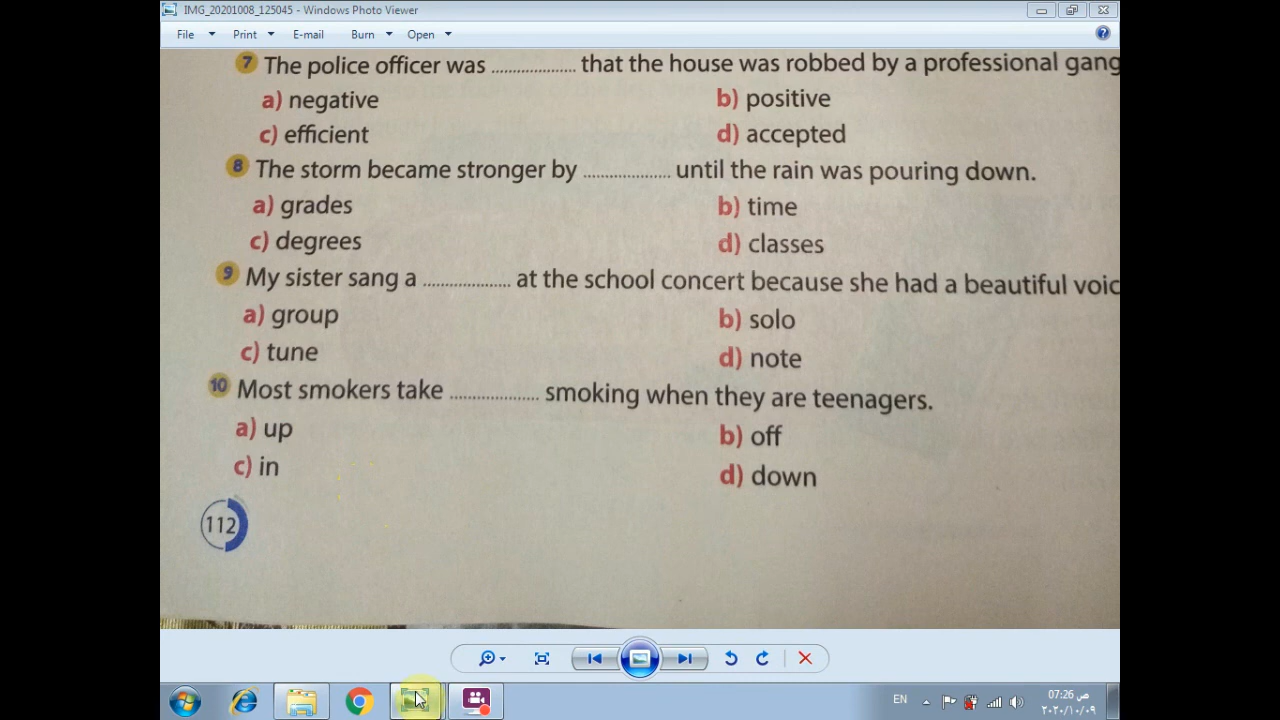 IMG_20201008_125045 - Windows Photo Viewer
File Print E-mail Burn Open
7 The police officer was ................... that the house was robbed by a professional gang
a) negative b) positive
c) efficient d) accepted
8 The storm became stronger by ................... until the rain was pouring down.
a) grades b) time
c) degrees d) classes
9 My sister sang a ................... at the school concert because she had a beautiful voic
a) group b) solo
c) tune d) note
10 Most smokers take ................... smoking when they are teenagers.
a) up b) off
c) in d) down
112
EN 07:26 ص
٢٠٢٠/١٠/٠٩